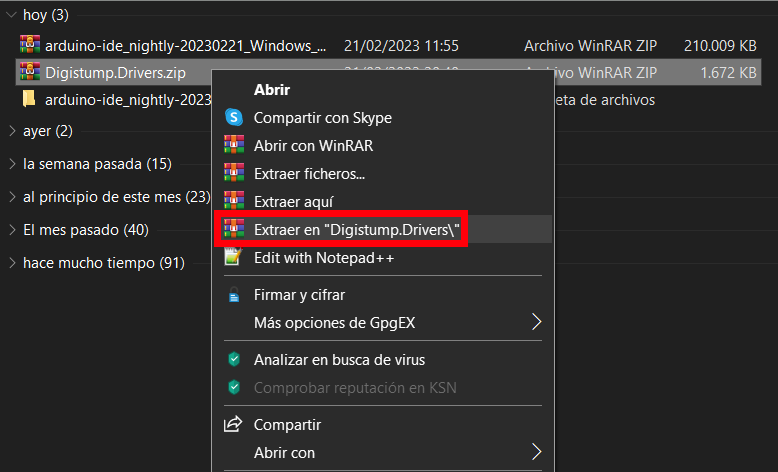 hoy (3)
arduino-ide_nightly-20230221_Windows_... 21/02/2023 11:55 Archivo WinRAR ZIP 210.009 KB
Digistump.Drivers.zip Archivo WinRAR ZIP 1.672 KB
arduino-ide_nightly-2023 eta de archivos
ayer (2)
la semana pasada (15)
al principio de este mes (23)
El mes pasado (40)
hace mucho tiempo (91)
Abrir
Compartir con Skype
Abrir con WinRAR
Extraer ficheros...
Extraer aquí
Extraer en "Digistump.Drivers\"
Edit with Notepad++
Firmar y cifrar
Más opciones de GpgEX
Analizar en busca de virus
Comprobar reputación en KSN
Compartir
Abrir con